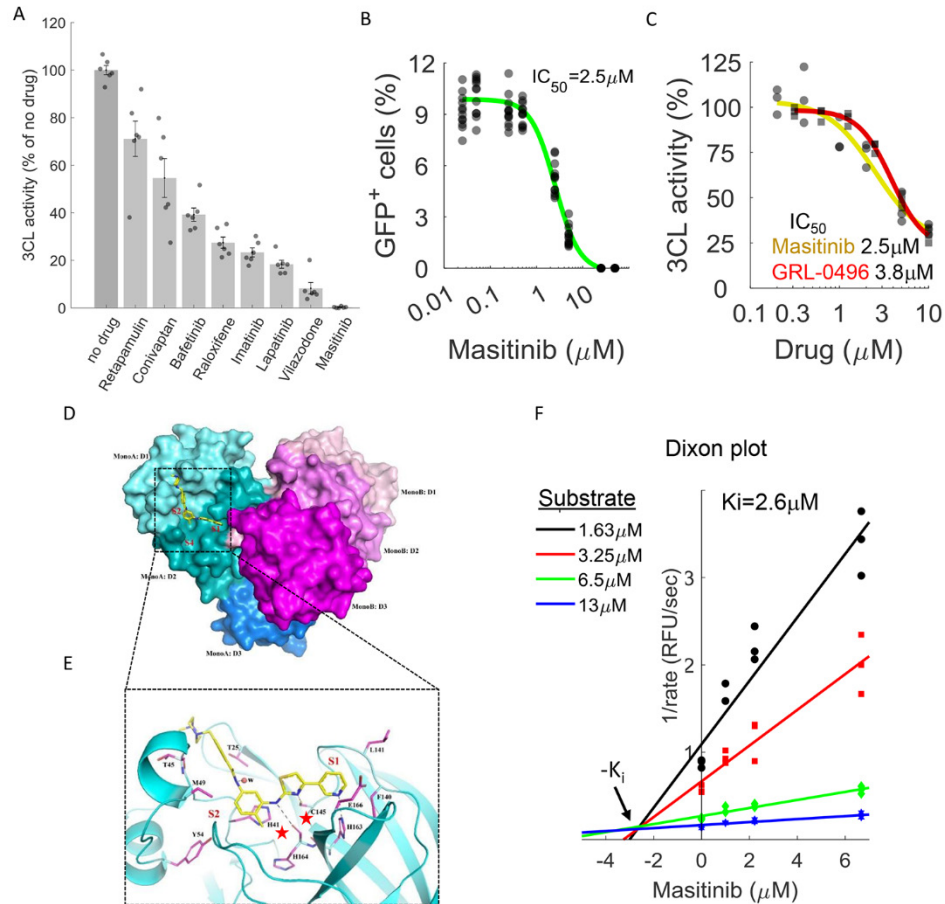 A
3CL activity (% of no drug)
120
100
80
60
40
20
0
no drug
Retapamulin
Conivaptan
Bafetinib
Raloxifene
Imatinib
Lapatinib
Vilazodone
Masitinib
B
GFP+ cells (%)
12
9
6
3
0
IC50=2.5μM
0.01
0.1
1
10
Masitinib (μM)
C
3CL activity (%)
125
100
75
50
25
0
IC50
Masitinib 2.5μM
GRL-0496 3.8μM
0.1
0.3
1
3
10
Drug (μM)
D
MonoA: D1
MonoB: D1
S2
S1
S4
MonoB: D2
MonoA: D2
MonoB: D3
MonoA: D3
E
L141
T25
S1
T45
W
M49
F140
C145
E166
S2
H41
H163
Y54
H164
F
Dixon plot
Substrate
1.63μM
3.25μM
6.5μM
13μM
Ki=2.6μM
1/rate (RFU/sec)
3
2
1
-Ki
-4
-2
0
2
4
6
Masitinib (μM)